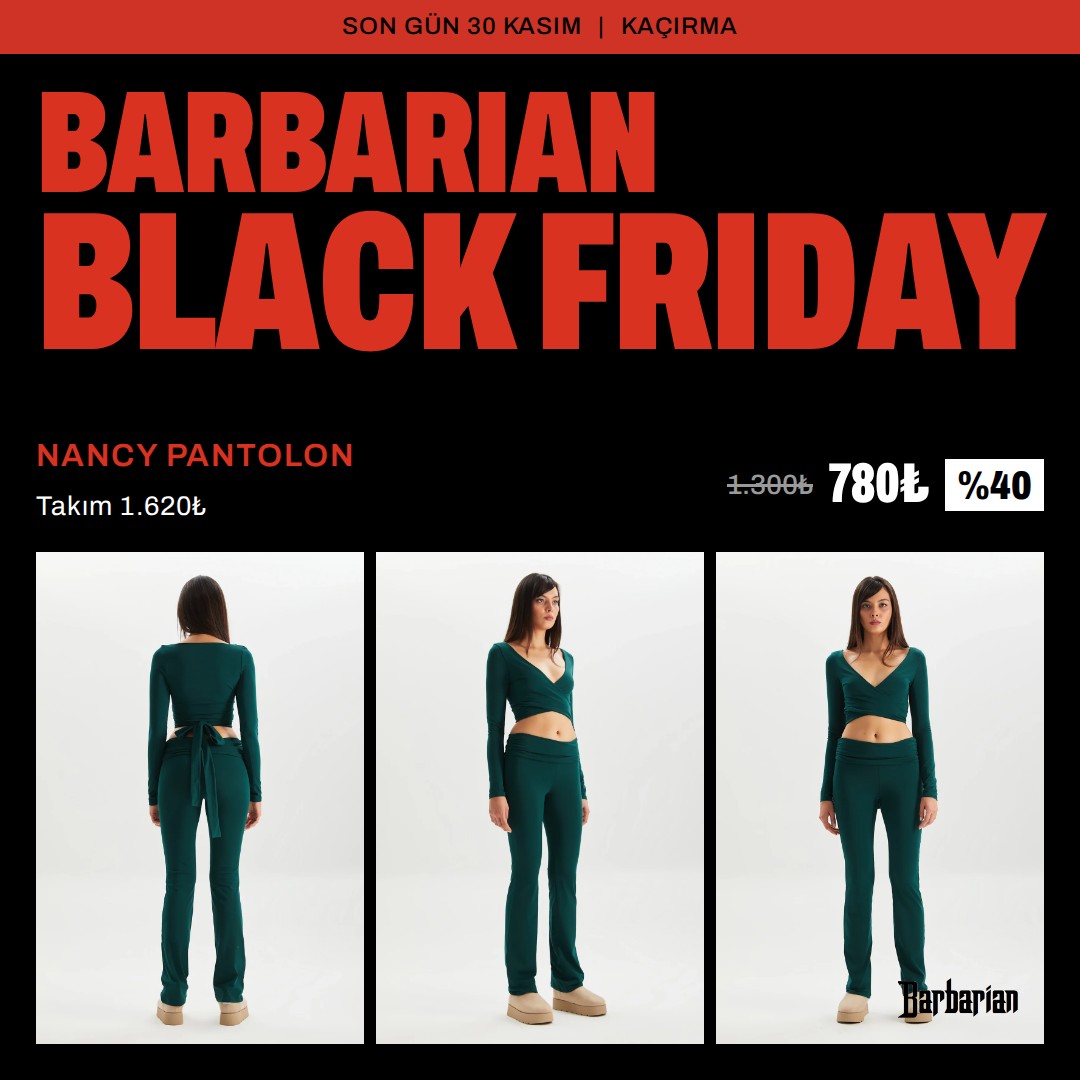 SON GÜN 30 KASIM | KAÇIRMA
BARBARIAN
BLACK FRIDAY
NANCY PANTOLON
Takım 1.620₺
1.300₺ 780₺ %40
Barbarian